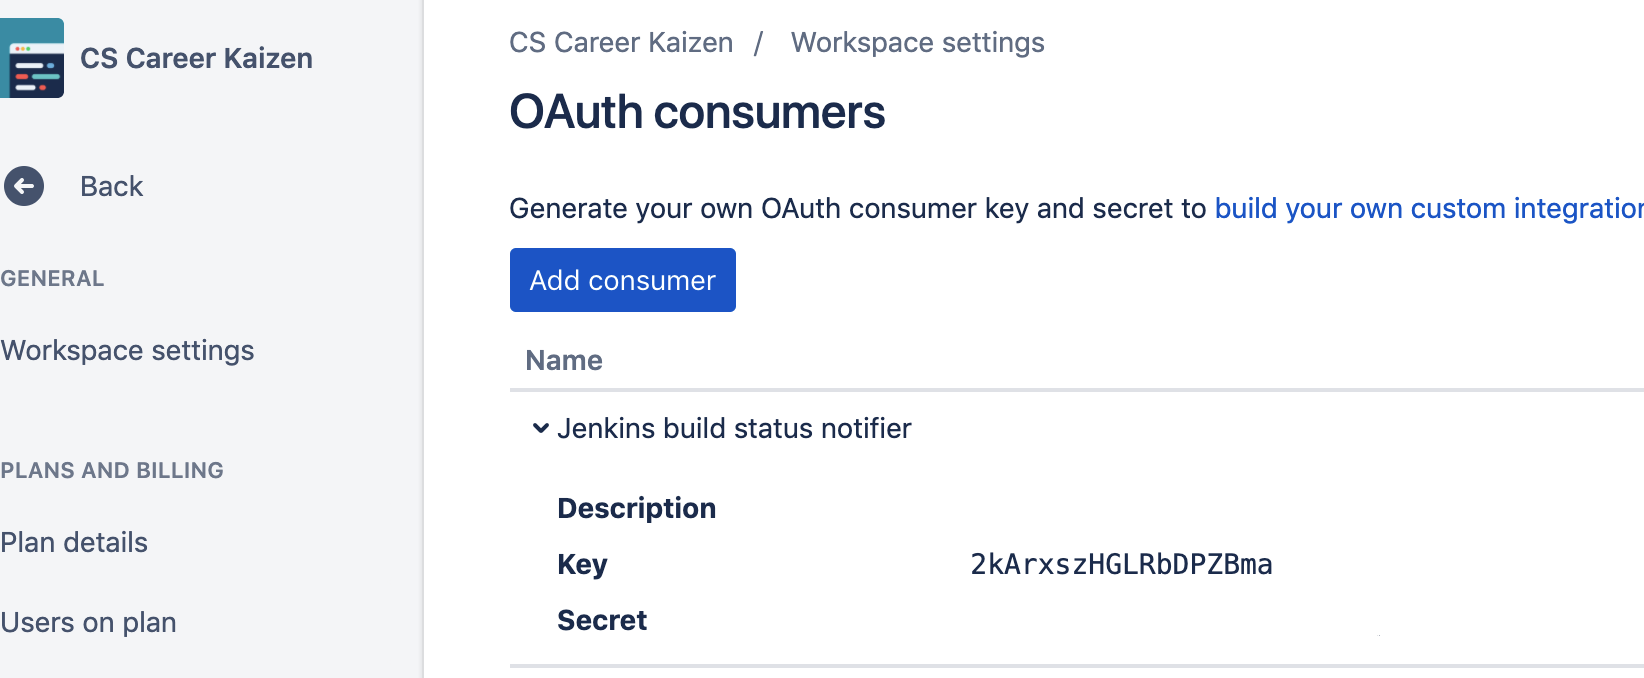 CS Career Kaizen
Back
GENERAL
Workspace settings
PLANS AND BILLING
Plan details
Users on plan
CS Career Kaizen / Workspace settings
OAuth consumers
Generate your own OAuth consumer key and secret to build your own custom integration
Add consumer
Name
Jenkins build status notifier
Description
Key 2kArxszHGLRbDPZBma
Secret